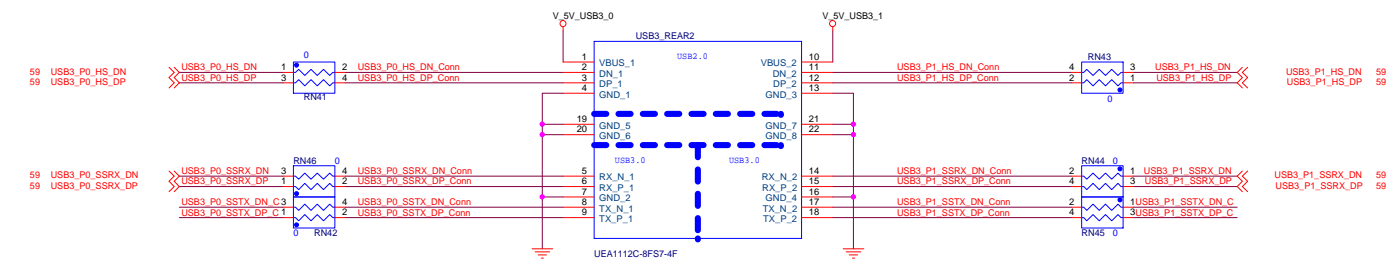 V_5V_USB3_0 V_5V_USB3_1
USB3_REAR2
0 1 VBUS_1 USB2.0 VBUS_2 10 RN43
59 USB3_P0_HS_DN USB3_P0_HS_DN 1 2 USB3_P0_HS_DN_Conn 2 DN_1 DN_2 11 USB3_P1_HS_DN_Conn 4 3 USB3_P1_HS_DN USB3_P1_HS_DN 59
59 USB3_P0_HS_DP USB3_P0_HS_DP 3 4 USB3_P0_HS_DP_Conn 3 DP_1 DP_2 12 USB3_P1_HS_DP_Conn 2 1 USB3_P1_HS_DP USB3_P1_HS_DP 59
RN41 4 GND_1 GND_3 13 0
19 GND_5 GND_7 21
20 GND_6 GND_8 22
RN46 0 USB3.0 USB3.0 RN44 0
59 USB3_P0_SSRX_DN USB3_P0_SSRX_DN 3 4 USB3_P0_SSRX_DN_Conn 5 RX_N_1 RX_N_2 14 USB3_P1_SSRX_DN_Conn 2 1 USB3_P1_SSRX_DN USB3_P1_SSRX_DN 59
59 USB3_P0_SSRX_DP USB3_P0_SSRX_DP 1 2 USB3_P0_SSRX_DP_Conn 6 RX_P_1 RX_P_2 15 USB3_P1_SSRX_DP_Conn 4 3 USB3_P1_SSRX_DP USB3_P1_SSRX_DP 59
7 GND_2 GND_4 16
USB3_P0_SSTX_DN_C 3 4 USB3_P0_SSTX_DN_Conn 8 TX_N_1 TX_N_2 17 USB3_P1_SSTX_DN_Conn 2 1 USB3_P1_SSTX_DN_C
USB3_P0_SSTX_DP_C 1 2 USB3_P0_SSTX_DP_Conn 9 TX_P_1 TX_P_2 18 USB3_P1_SSTX_DP_Conn 4 3 USB3_P1_SSTX_DP_C
0 RN42 RN45 0
UEA1112C-8FS7-4F